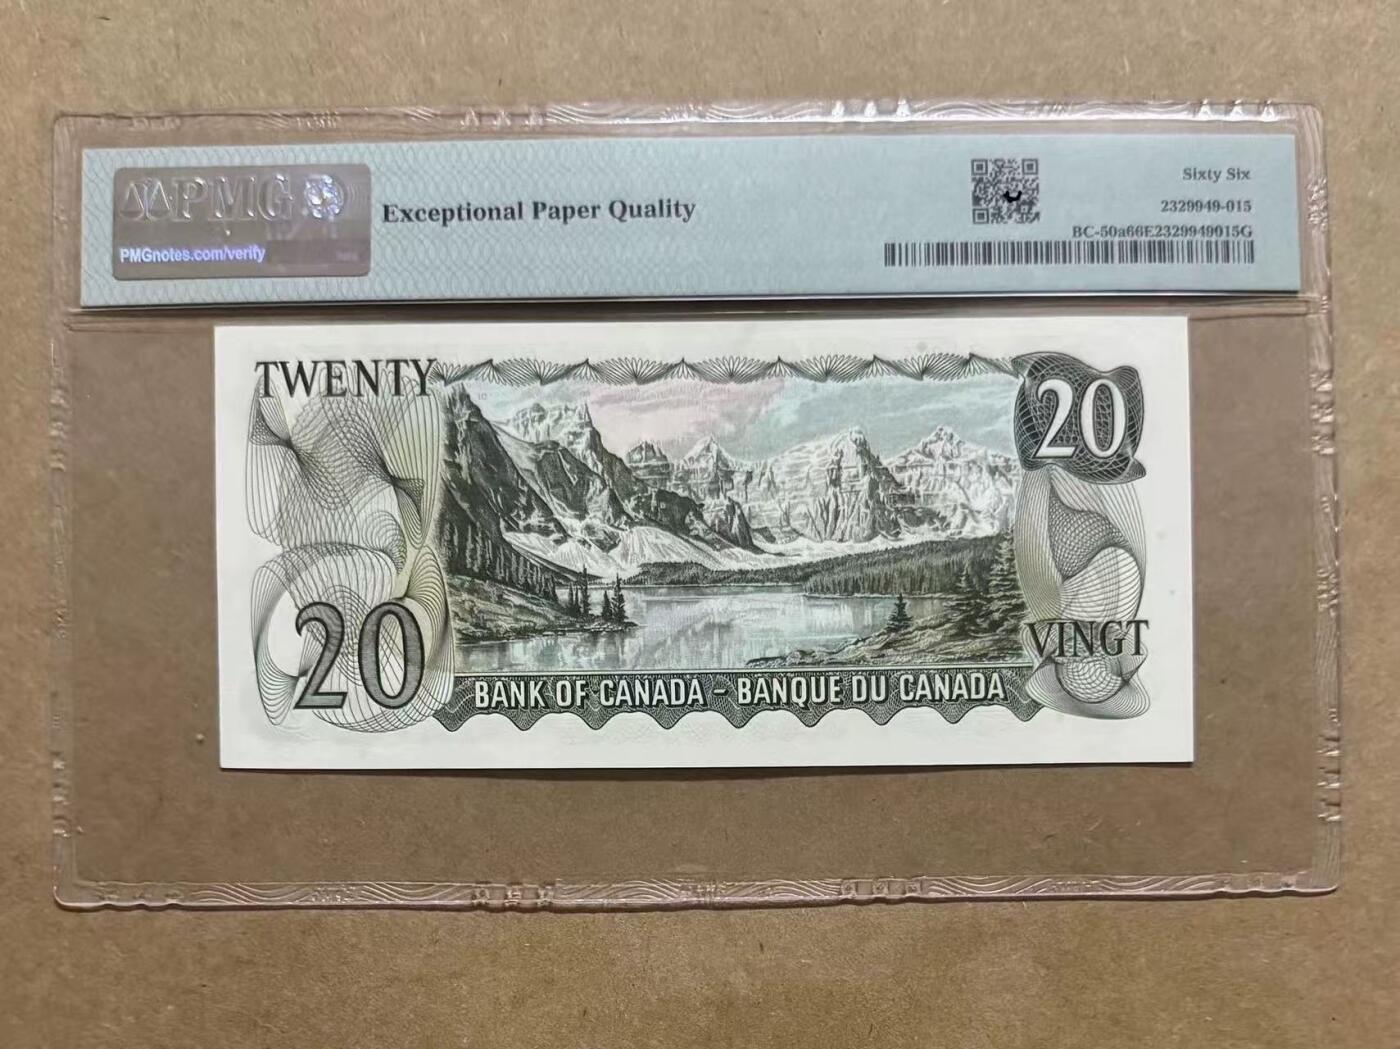 PMG
PMGnotes.com/verify
Exceptional Paper Quality
Sixty Six
2329949-015
BC-50a66E2329949015G
TWENTY
20
20
VINGT
BANK OF CANADA - BANQUE DU CANADA